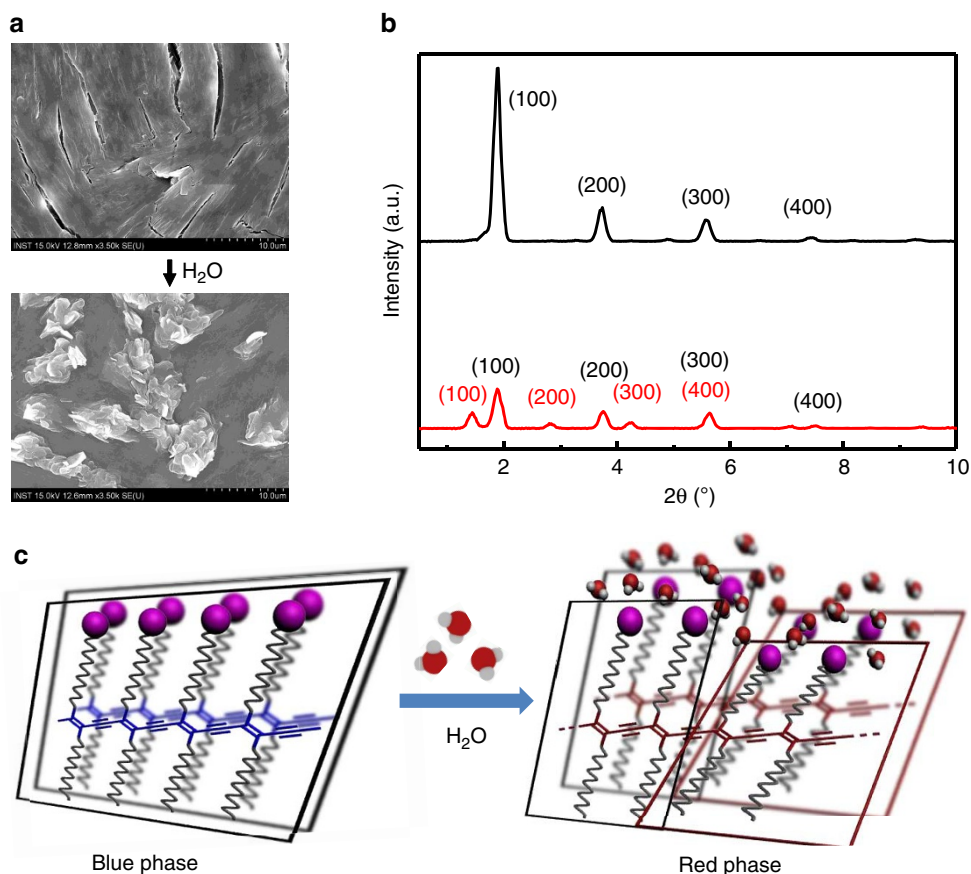 a
INST 15.0kV 12.8mm x3.50k SE(U) 10.0um
H₂O
INST 15.0kV 12.6mm x3.50k SE(U) 10.0um
b
Intensity (a.u.)
(100)
(200)
(300)
(400)
(100)
(100)
(200)
(200)
(300)
(300)
(400)
(400)
2 4 6 8 10
2θ (°)
c
H₂O
Blue phase
Red phase